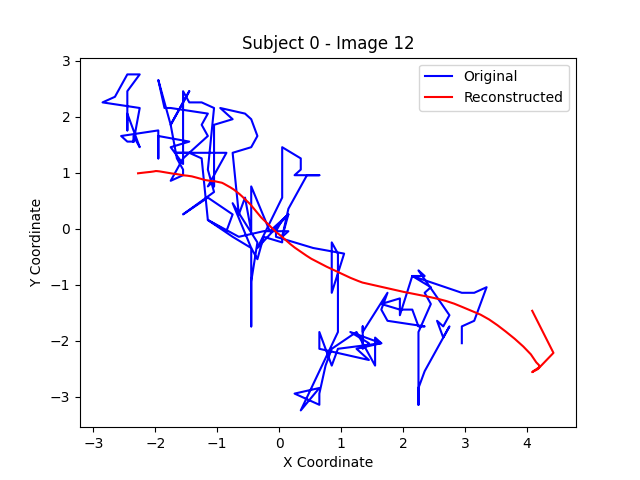 Subject 0 - Image 12
Original
Reconstructed
Y Coordinate
3
2
1
0
−1
−2
−3
−3 −2 −1 0 1 2 3 4
X Coordinate